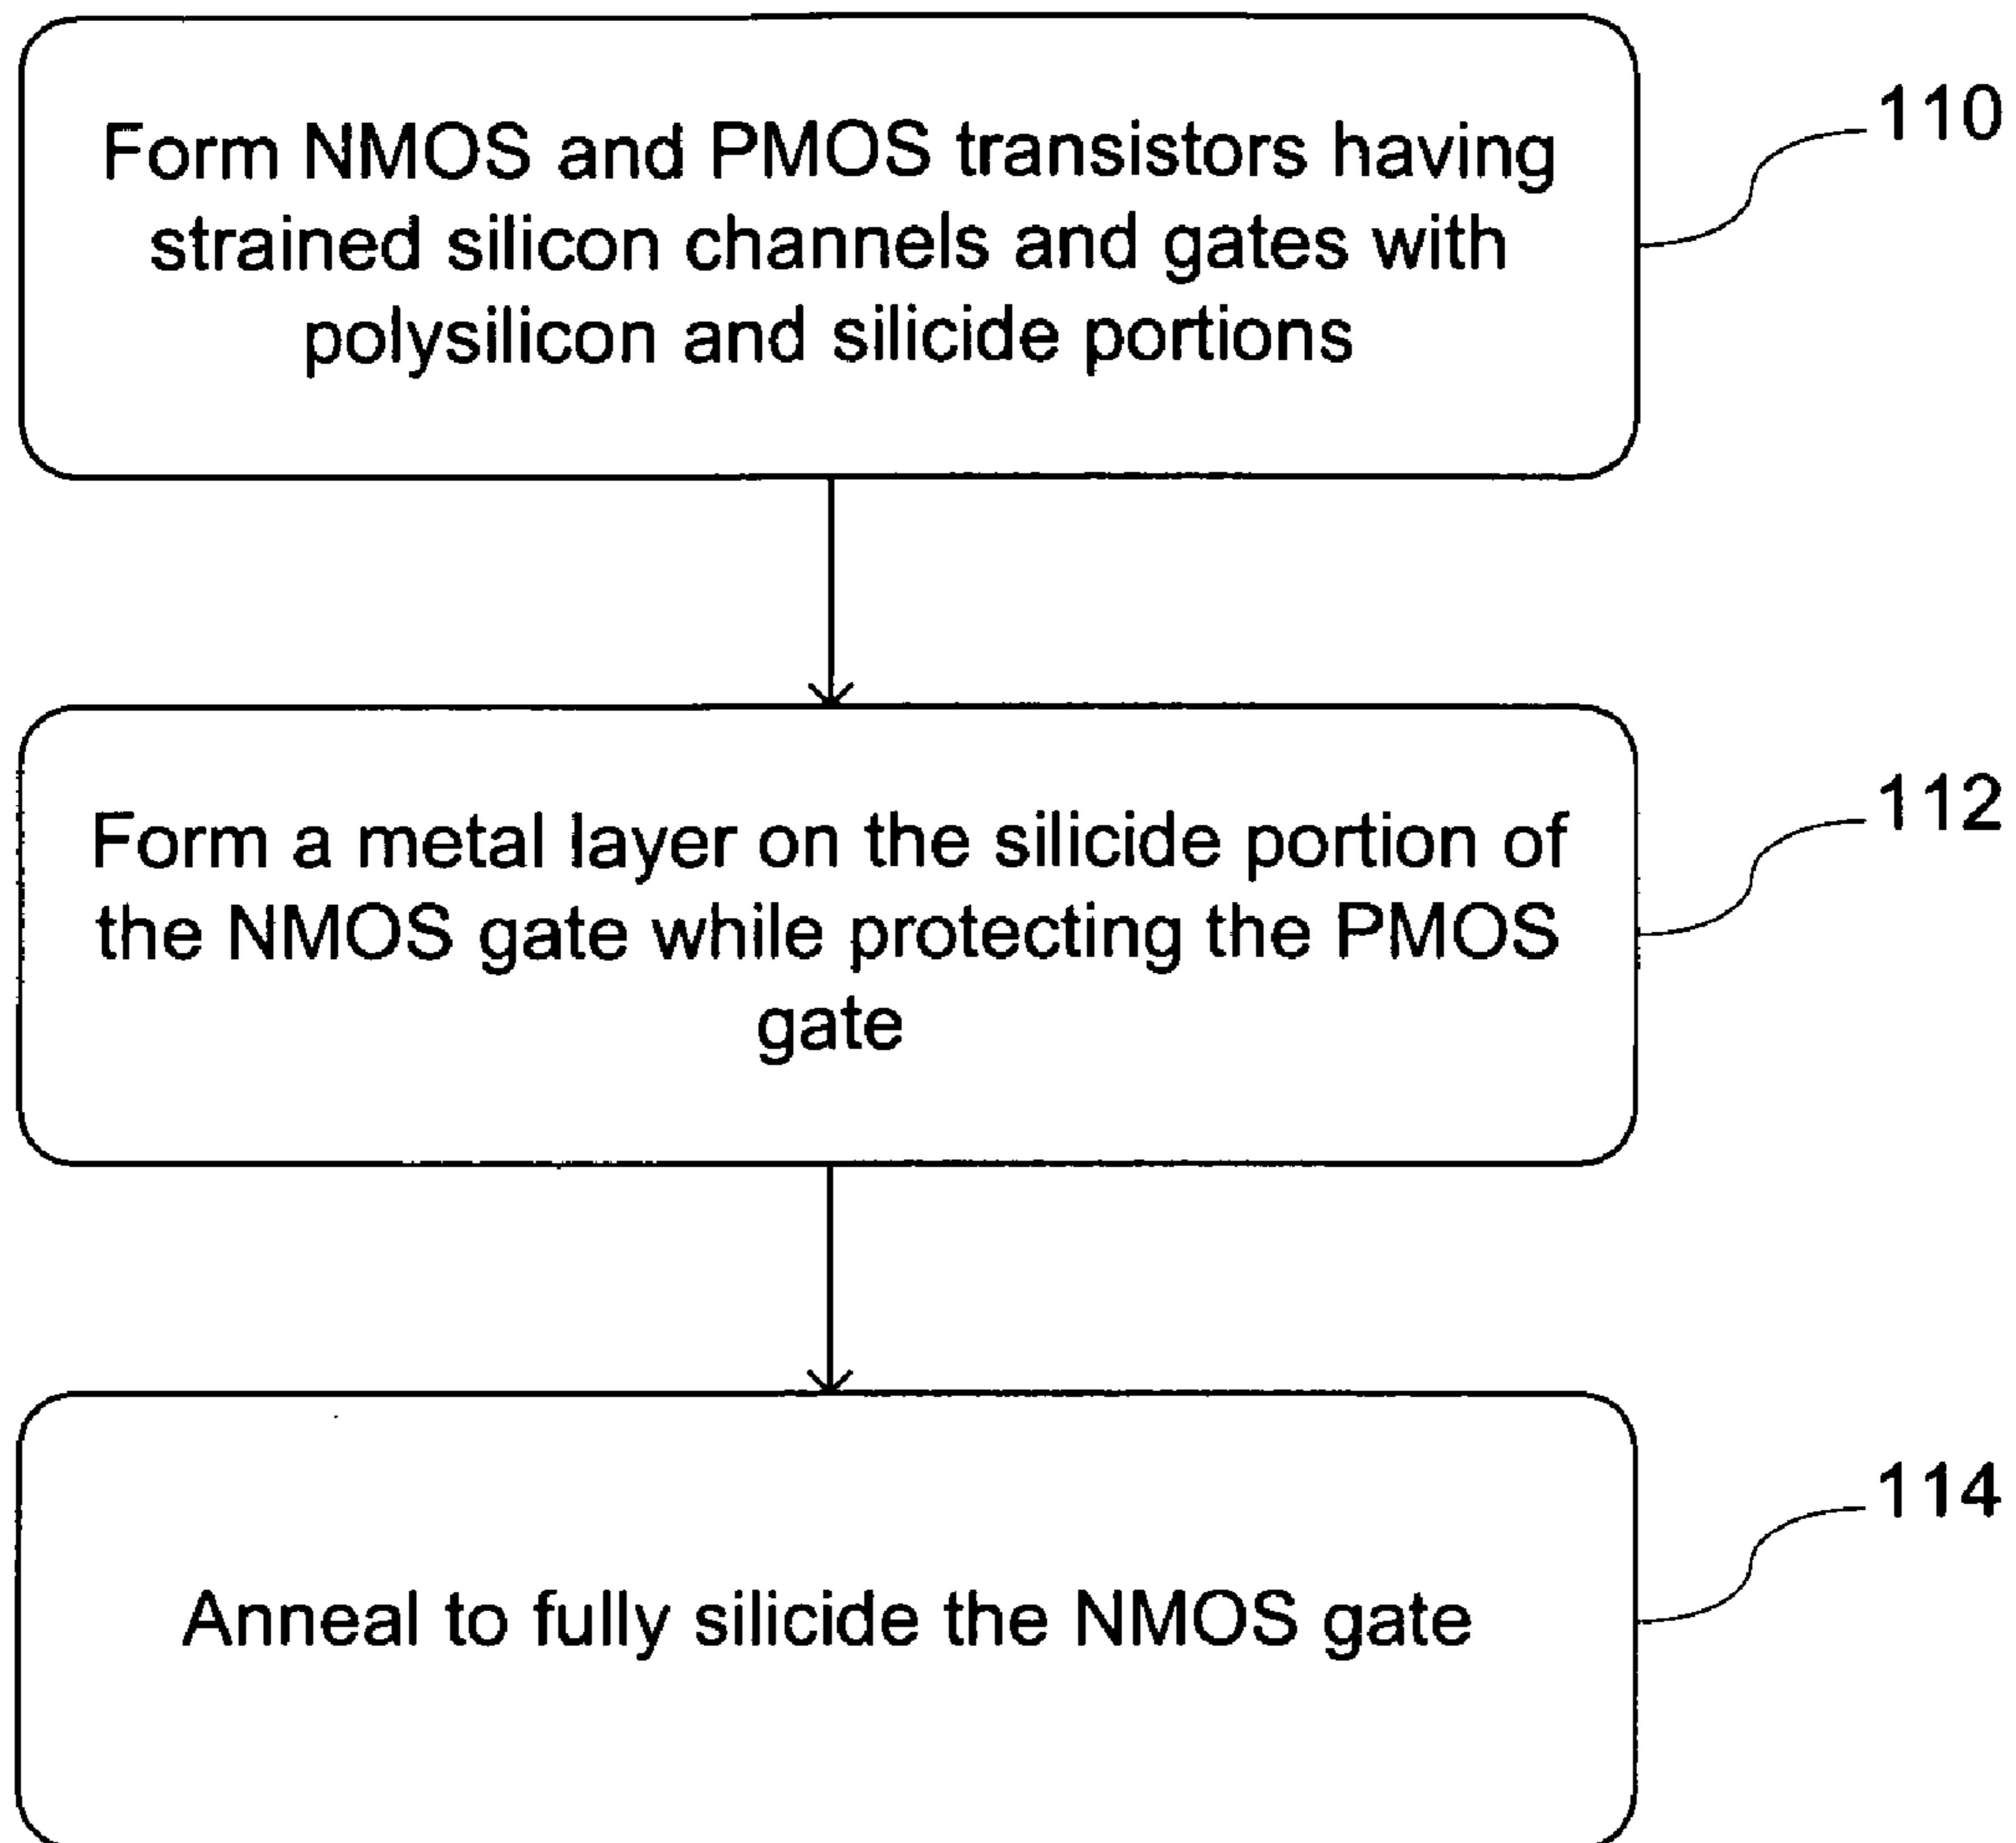 Form NMOS and PMOS transistors having
strained silicon channels and gates with
polysilicon and silicide portions
110
Form a metal layer on the silicide portion of
the NMOS gate while protecting the PMOS
gate
112
Anneal to fully silicide the NMOS gate
114